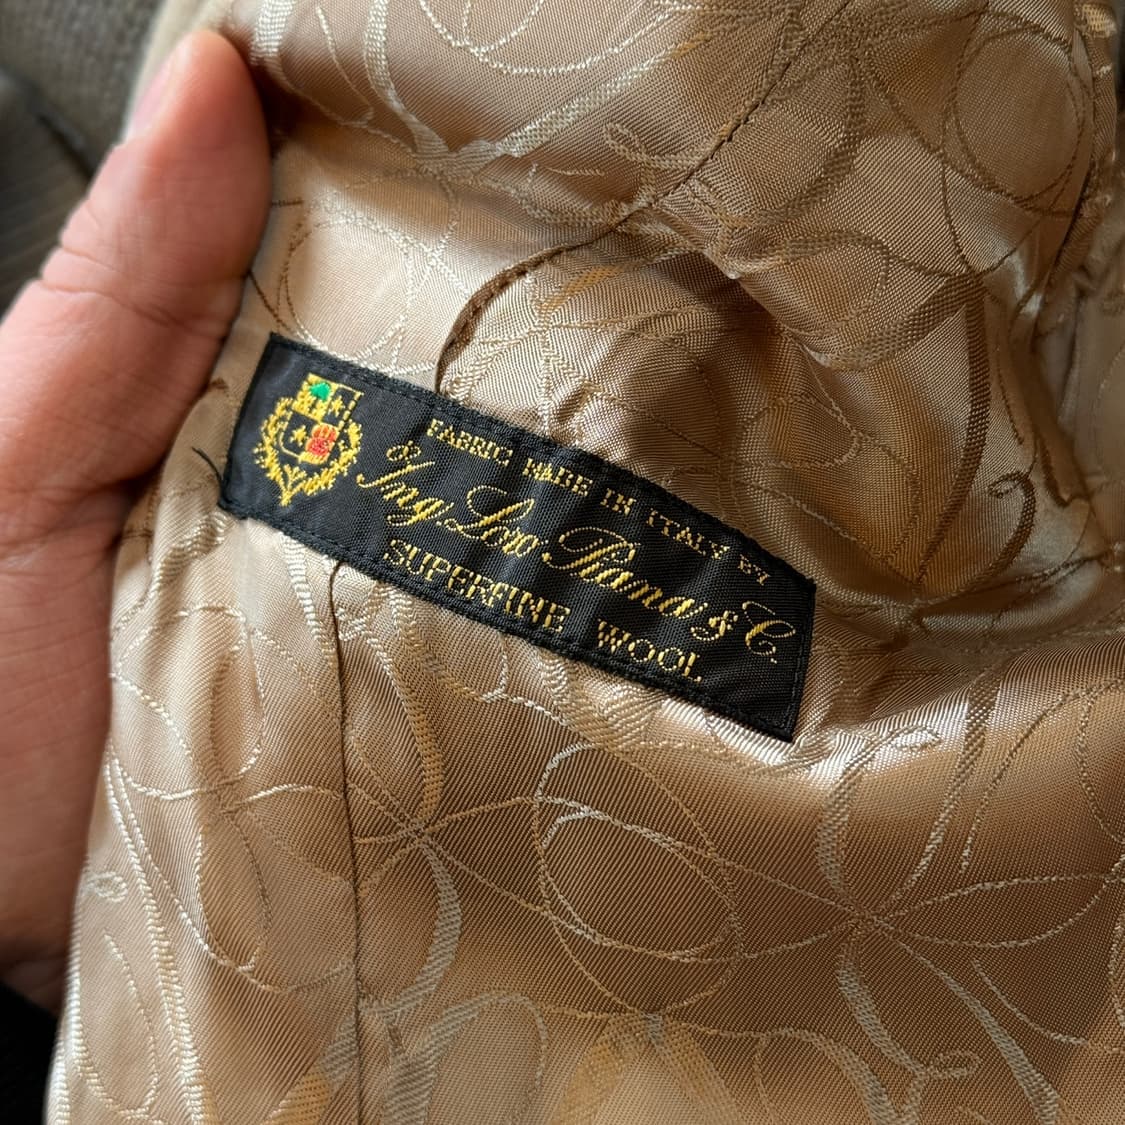 FABRIC MADE IN ITALY BY
Ing. Loro Piana & C.
SUPERFINE WOOL